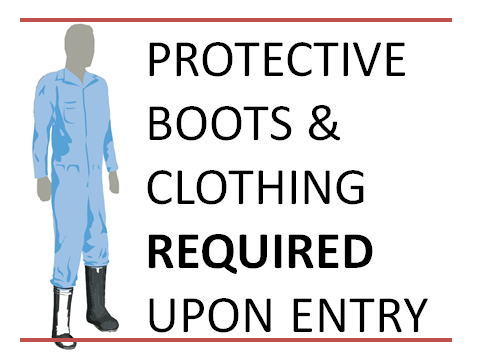 PROTECTIVE
BOOTS &
CLOTHING
REQUIRED
UPON ENTRY